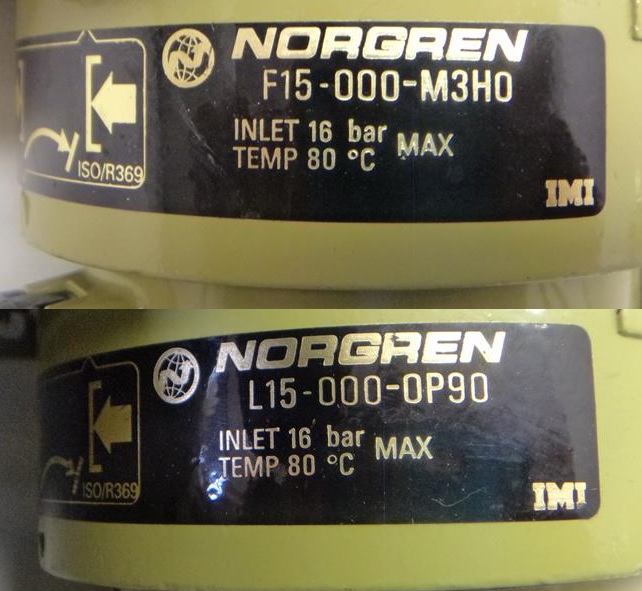 NORGREN
F15-000-M3H0
INLET 16 bar MAX
TEMP 80 °C
ISO/R369
IMI
NORGREN
L15-000-0P90
INLET 16 bar MAX
TEMP 80 °C
ISO/R369
IMI